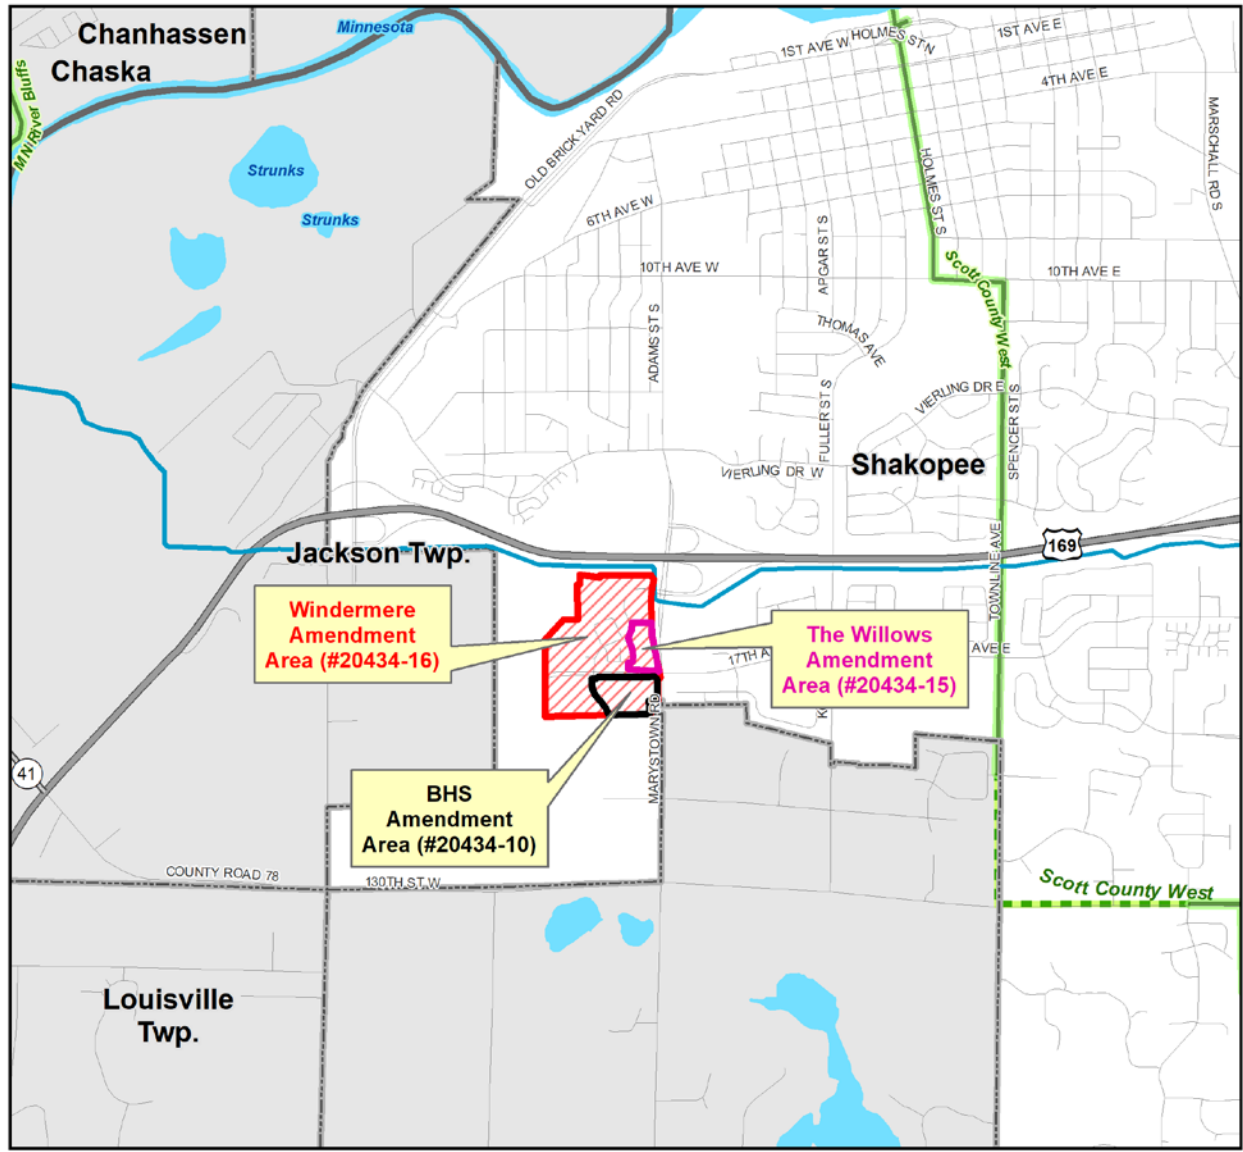 Chanhassen
Chaska
Minnesota
MN River Bluffs
Strunks
Strunks
OLD BRICK YARD RD
1ST AVE W
HOLMES ST N
1ST AVE E
4TH AVE E
MARSCHALL RD S
HOLMES ST S
6TH AVE W
10TH AVE W
APGAR ST S
10TH AVE E
Scott County West
ADAMS ST S
THOMAS AVE
VIERLING DR E
FULLER ST S
SPENCER ST S
VIERLING DR W
Shakopee
169
Jackson Twp.
TOWNLINE AVE
Windermere
Amendment
Area (#20434-16)
The Willows
Amendment
Area (#20434-15)
17TH A
AVE E
MARYSTOWN RD
41
BHS
Amendment
Area (#20434-10)
COUNTY ROAD 78
130TH ST W
Scott County West
Louisville
Twp.